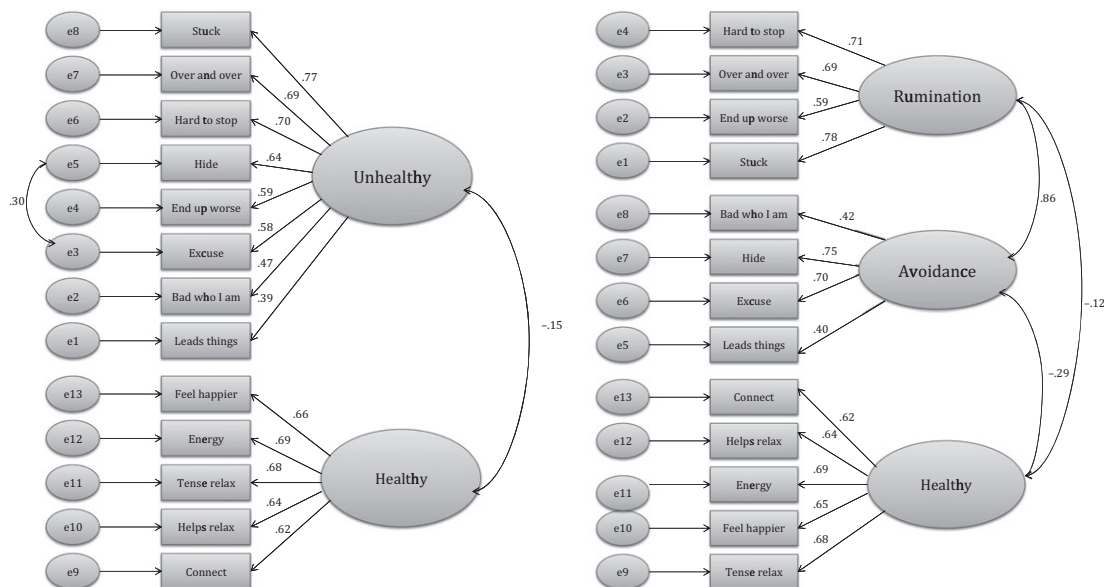 e8
Stuck
.77
e7
Over and over
.69
e6
Hard to stop
.70
e5
Hide
.64
Unhealthy
.30
e4
End up worse
.59
e3
Excuse
.58
e2
Bad who I am
.47
e1
Leads things
.39
–.15
e13
Feel happier
.66
e12
Energy
.69
e11
Tense relax
.68
Healthy
e10
Helps relax
.64
e9
Connect
.62
e4
Hard to stop
.71
e3
Over and over
.69
Rumination
e2
End up worse
.59
e1
Stuck
.78
.86
e8
Bad who I am
.42
e7
Hide
.75
Avoidance
e6
Excuse
.70
e5
Leads things
.40
–.12
–.29
e13
Connect
.62
e12
Helps relax
.64
e11
Energy
.69
Healthy
e10
Feel happier
.65
e9
Tense relax
.68